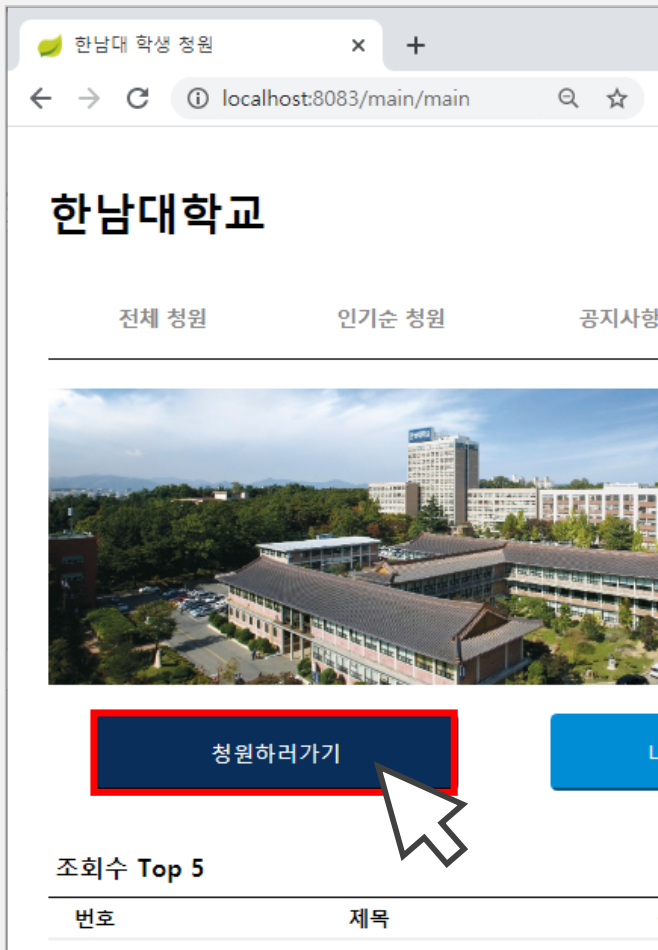 한남대 학생 청원
localhost:8083/main/main
한남대학교
전체 청원 인기순 청원 공지사항
청원하러가기
조회수 Top 5
번호 제목